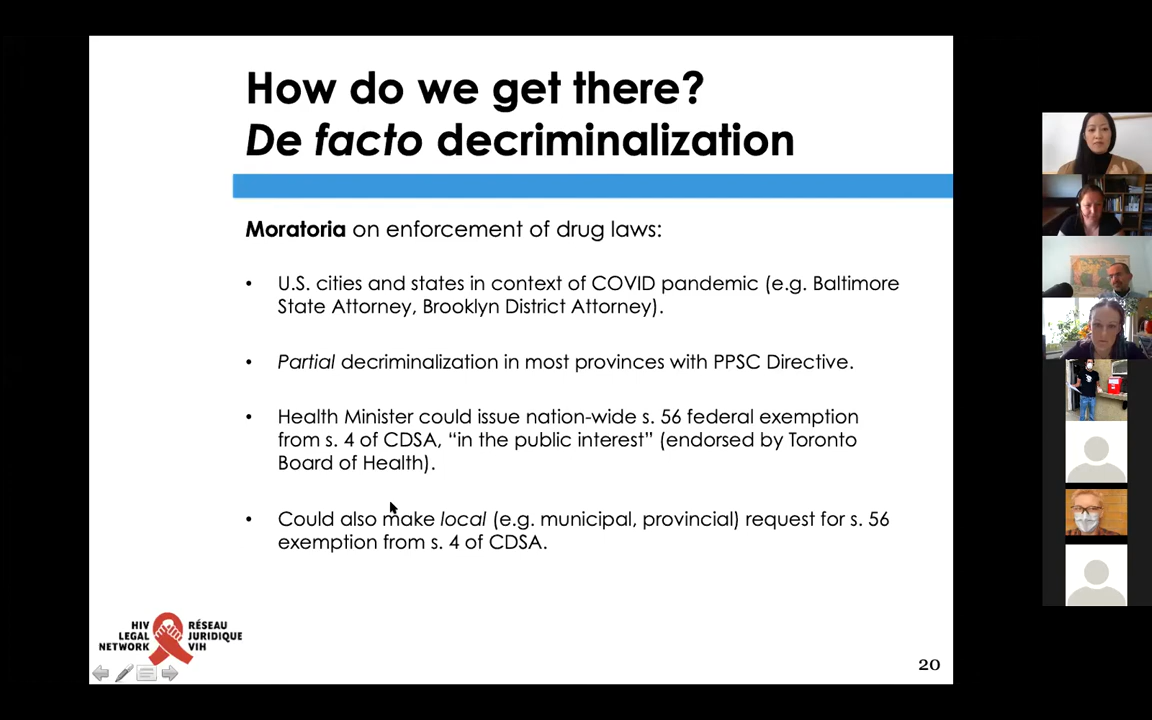 How do we get there?
De facto decriminalization
Moratoria on enforcement of drug laws:
• U.S. cities and states in context of COVID pandemic (e.g. Baltimore
State Attorney, Brooklyn District Attorney).
• Partial decriminalization in most provinces with PPSC Directive.
• Health Minister could issue nation-wide s. 56 federal exemption
from s. 4 of CDSA, “in the public interest” (endorsed by Toronto
Board of Health).
• Could also make local (e.g. municipal, provincial) request for s. 56
exemption from s. 4 of CDSA.
HIV
LEGAL
NETWORK
RÉSEAU
JURIDIQUE
VIH
20